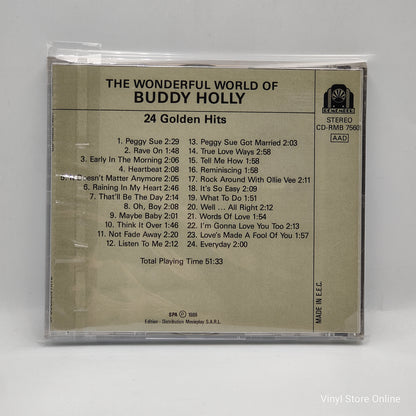 THE WONDERFUL WORLD OF
BUDDY HOLLY
24 Golden Hits
REMEMBER
STEREO
CD-RMB 7560
AAD
1. Peggy Sue 2:29
2. Rave On 1:48
3. Early In The Morning 2:06
4. Heartbeat 2:08
5. It Doesn't Matter Anymore 2:05
6. Raining In My Heart 2:46
7. That'll Be The Day 2:14
8. Oh, Boy 2:08
9. Maybe Baby 2:01
10. Think It Over 1:46
11. Not Fade Away 2:20
12. Listen To Me 2:12
13. Peggy Sue Got Married 2:03
14. True Love Ways 2:58
15. Tell Me How 1:58
16. Reminiscing 1:58
17. Rock Around With Ollie Vee 2:11
18. It's So Easy 2:09
19. What To Do 1:51
20. Well ... All Right 2:12
21. Words Of Love 1:54
22. I'm Gonna Love You Too 2:13
23. Love's Made A Fool Of You 1:57
24. Everyday 2:00
Total Playing Time 51:33
SPA Ⓟ 1986
Edition - Distribution Movieplay S.A.R.L.
MADE IN E.E.C.
Vinyl Store Online